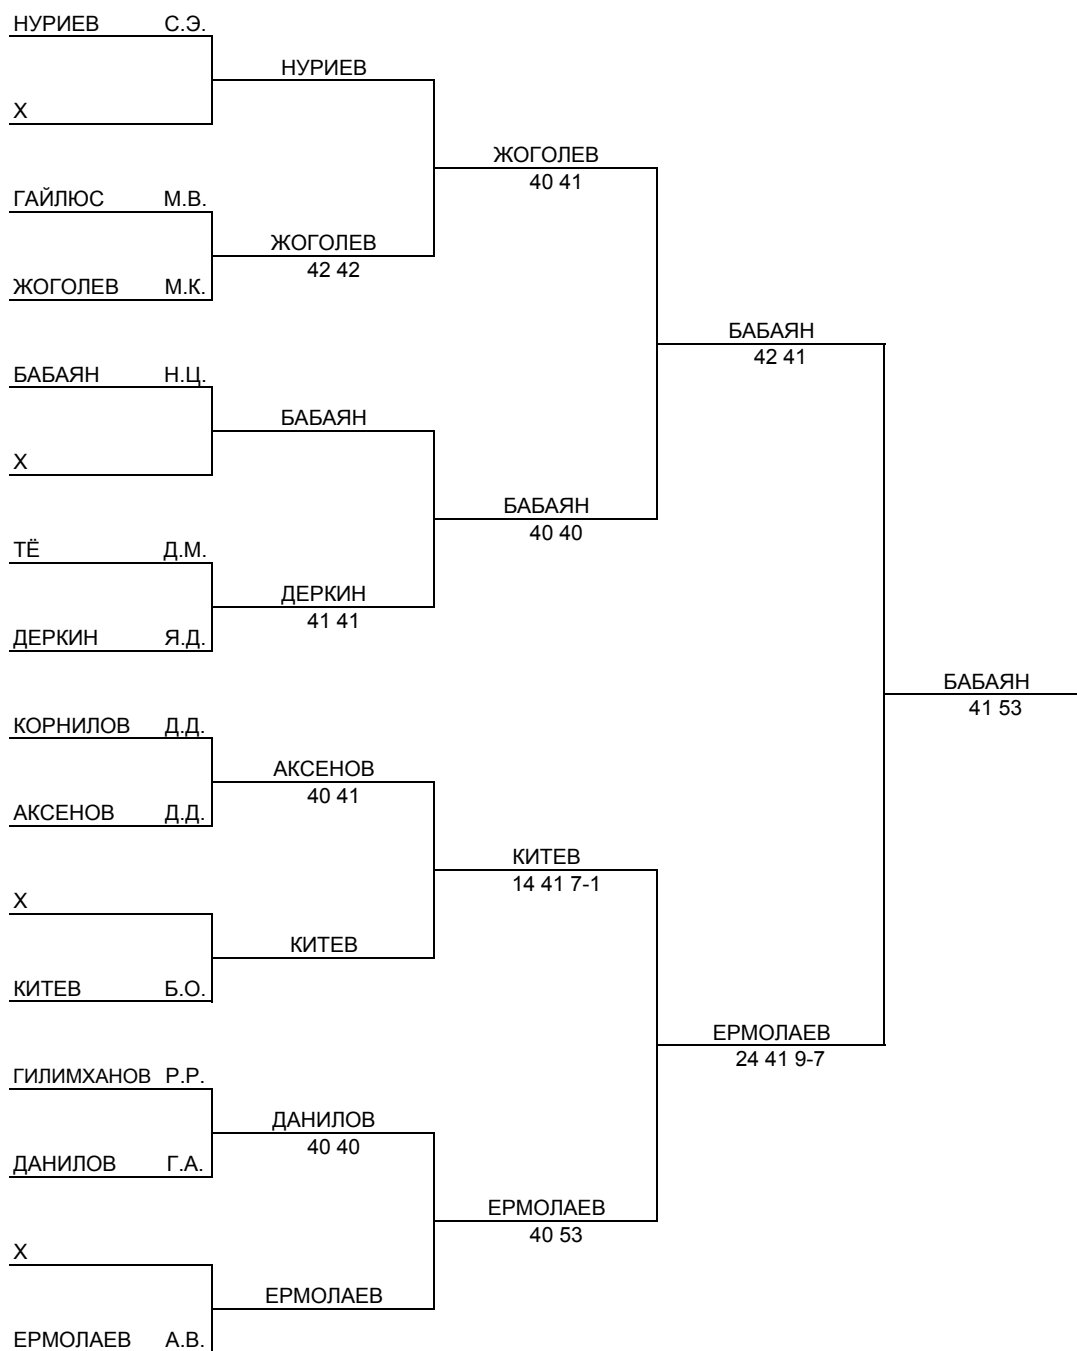 НУРИЕВ С.Э.
НУРИЕВ
Х
ЖОГОЛЕВ
40 41
ГАЙЛЮС М.В.
ЖОГОЛЕВ
42 42
ЖОГОЛЕВ М.К.
БАБАЯН
42 41
БАБАЯН Н.Ц.
БАБАЯН
Х
БАБАЯН
40 40
ТЁ Д.М.
ДЕРКИН
41 41
ДЕРКИН Я.Д.
БАБАЯН
41 53
КОРНИЛОВ Д.Д.
АКСЕНОВ
40 41
АКСЕНОВ Д.Д.
КИТЕВ
14 41 7-1
Х
КИТЕВ
КИТЕВ Б.О.
ЕРМОЛАЕВ
24 41 9-7
ГИЛИМХАНОВ Р.Р.
ДАНИЛОВ
40 40
ДАНИЛОВ Г.А.
ЕРМОЛАЕВ
40 53
Х
ЕРМОЛАЕВ
ЕРМОЛАЕВ А.В.